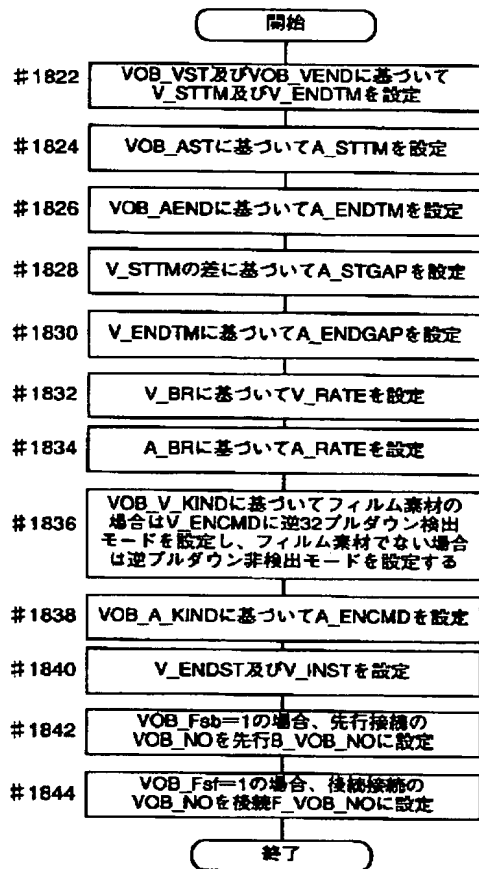 開始
#1822 VOB_VST及びVOB_VENDに基づいて
V_STTM及びV_ENDTMを設定
#1824 VOB_ASTに基づいてA_STTMを設定
#1826 VOB_AENDに基づいてA_ENDTMを設定
#1828 V_STTMの差に基づいてA_STGAPを設定
#1830 V_ENDTMに基づいてA_ENDGAPを設定
#1832 V_BRに基づいてV_RATEを設定
#1834 A_BRに基づいてA_RATEを設定
#1836 VOB_V_KINDに基づいてフィルム素材の
場合はV_ENCMDに逆32プルダウン検出
モードを設定し、フィルム素材でない場合
は逆プルダウン非検出モードを設定する
#1838 VOB_A_KINDに基づいてA_ENCMDを設定
#1840 V_ENDST及びV_INSTを設定
#1842 VOB_Fsb=1の場合、先行接続の
VOB_NOを先行B_VOB_NOに設定
#1844 VOB_Fsf=1の場合、後続接続の
VOB_NOを後続F_VOB_NOに設定
終了